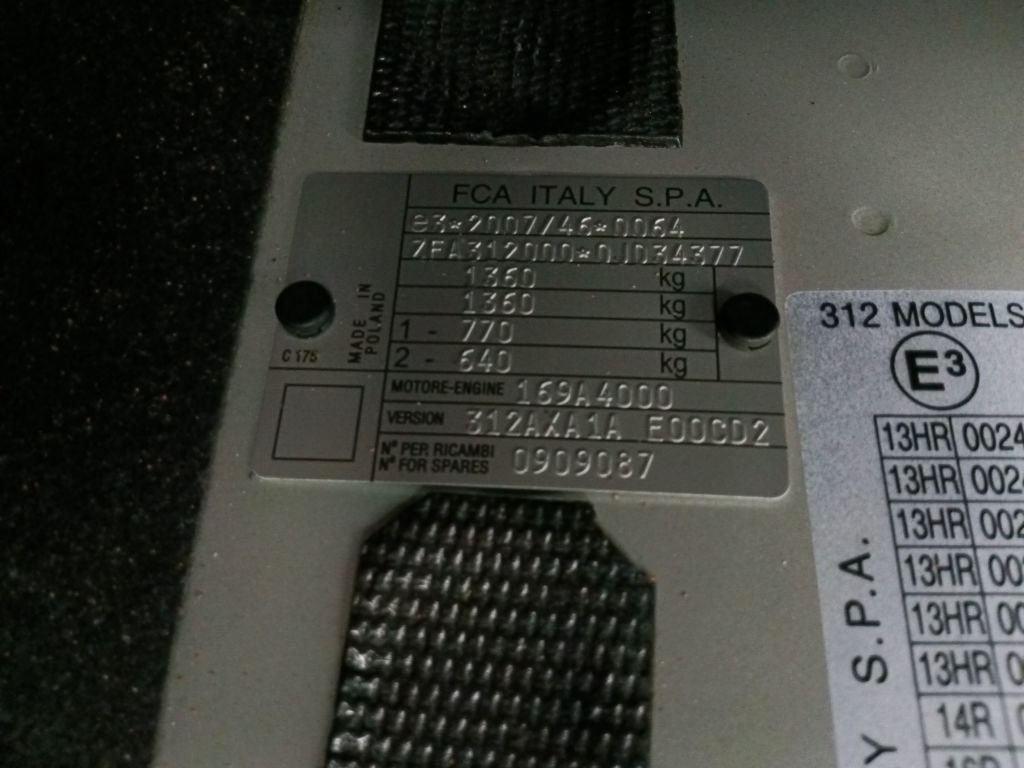 FCA ITALY S.P.A.
e3*2007/46*0064
ZFA312000*0JD34377
1360 kg
1360 kg
1 - 770 kg
2 - 640 kg
MADE IN
POLAND
C 175
MOTORE-ENGINE 169A4000
VERSION 312AXA1A E00CD2
N° PER RICAMBI
N° FOR SPARES 0909087
312 MODELS
E3
13HR 0024
13HR
13HR
13HR
13HR
13HR
14R
Y S.P.A.